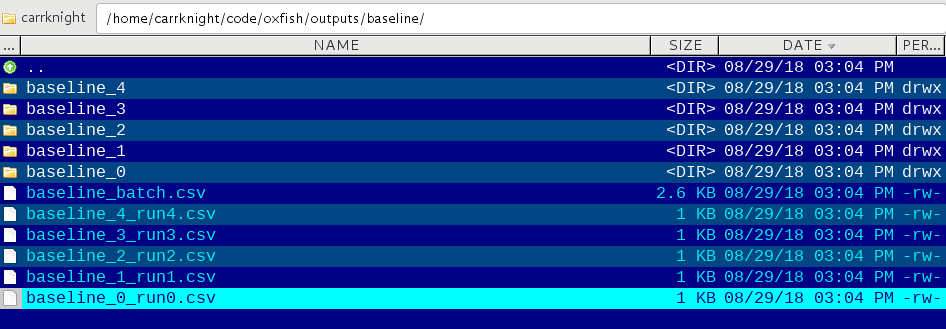 carrknight /home/carrknight/code/oxfish/outputs/baseline/
... NAME SIZE DATE PER...
.. <DIR> 08/29/18 03:04 PM
baseline_4 <DIR> 08/29/18 03:04 PM drwx
baseline_3 <DIR> 08/29/18 03:04 PM drwx
baseline_2 <DIR> 08/29/18 03:04 PM drwx
baseline_1 <DIR> 08/29/18 03:04 PM drwx
baseline_0 <DIR> 08/29/18 03:04 PM drwx
baseline_batch.csv 2.6 KB 08/29/18 03:04 PM -rw-
baseline_4_run4.csv 1 KB 08/29/18 03:04 PM -rw-
baseline_3_run3.csv 1 KB 08/29/18 03:04 PM -rw-
baseline_2_run2.csv 1 KB 08/29/18 03:04 PM -rw-
baseline_1_run1.csv 1 KB 08/29/18 03:04 PM -rw-
baseline_0_run0.csv 1 KB 08/29/18 03:04 PM -rw-